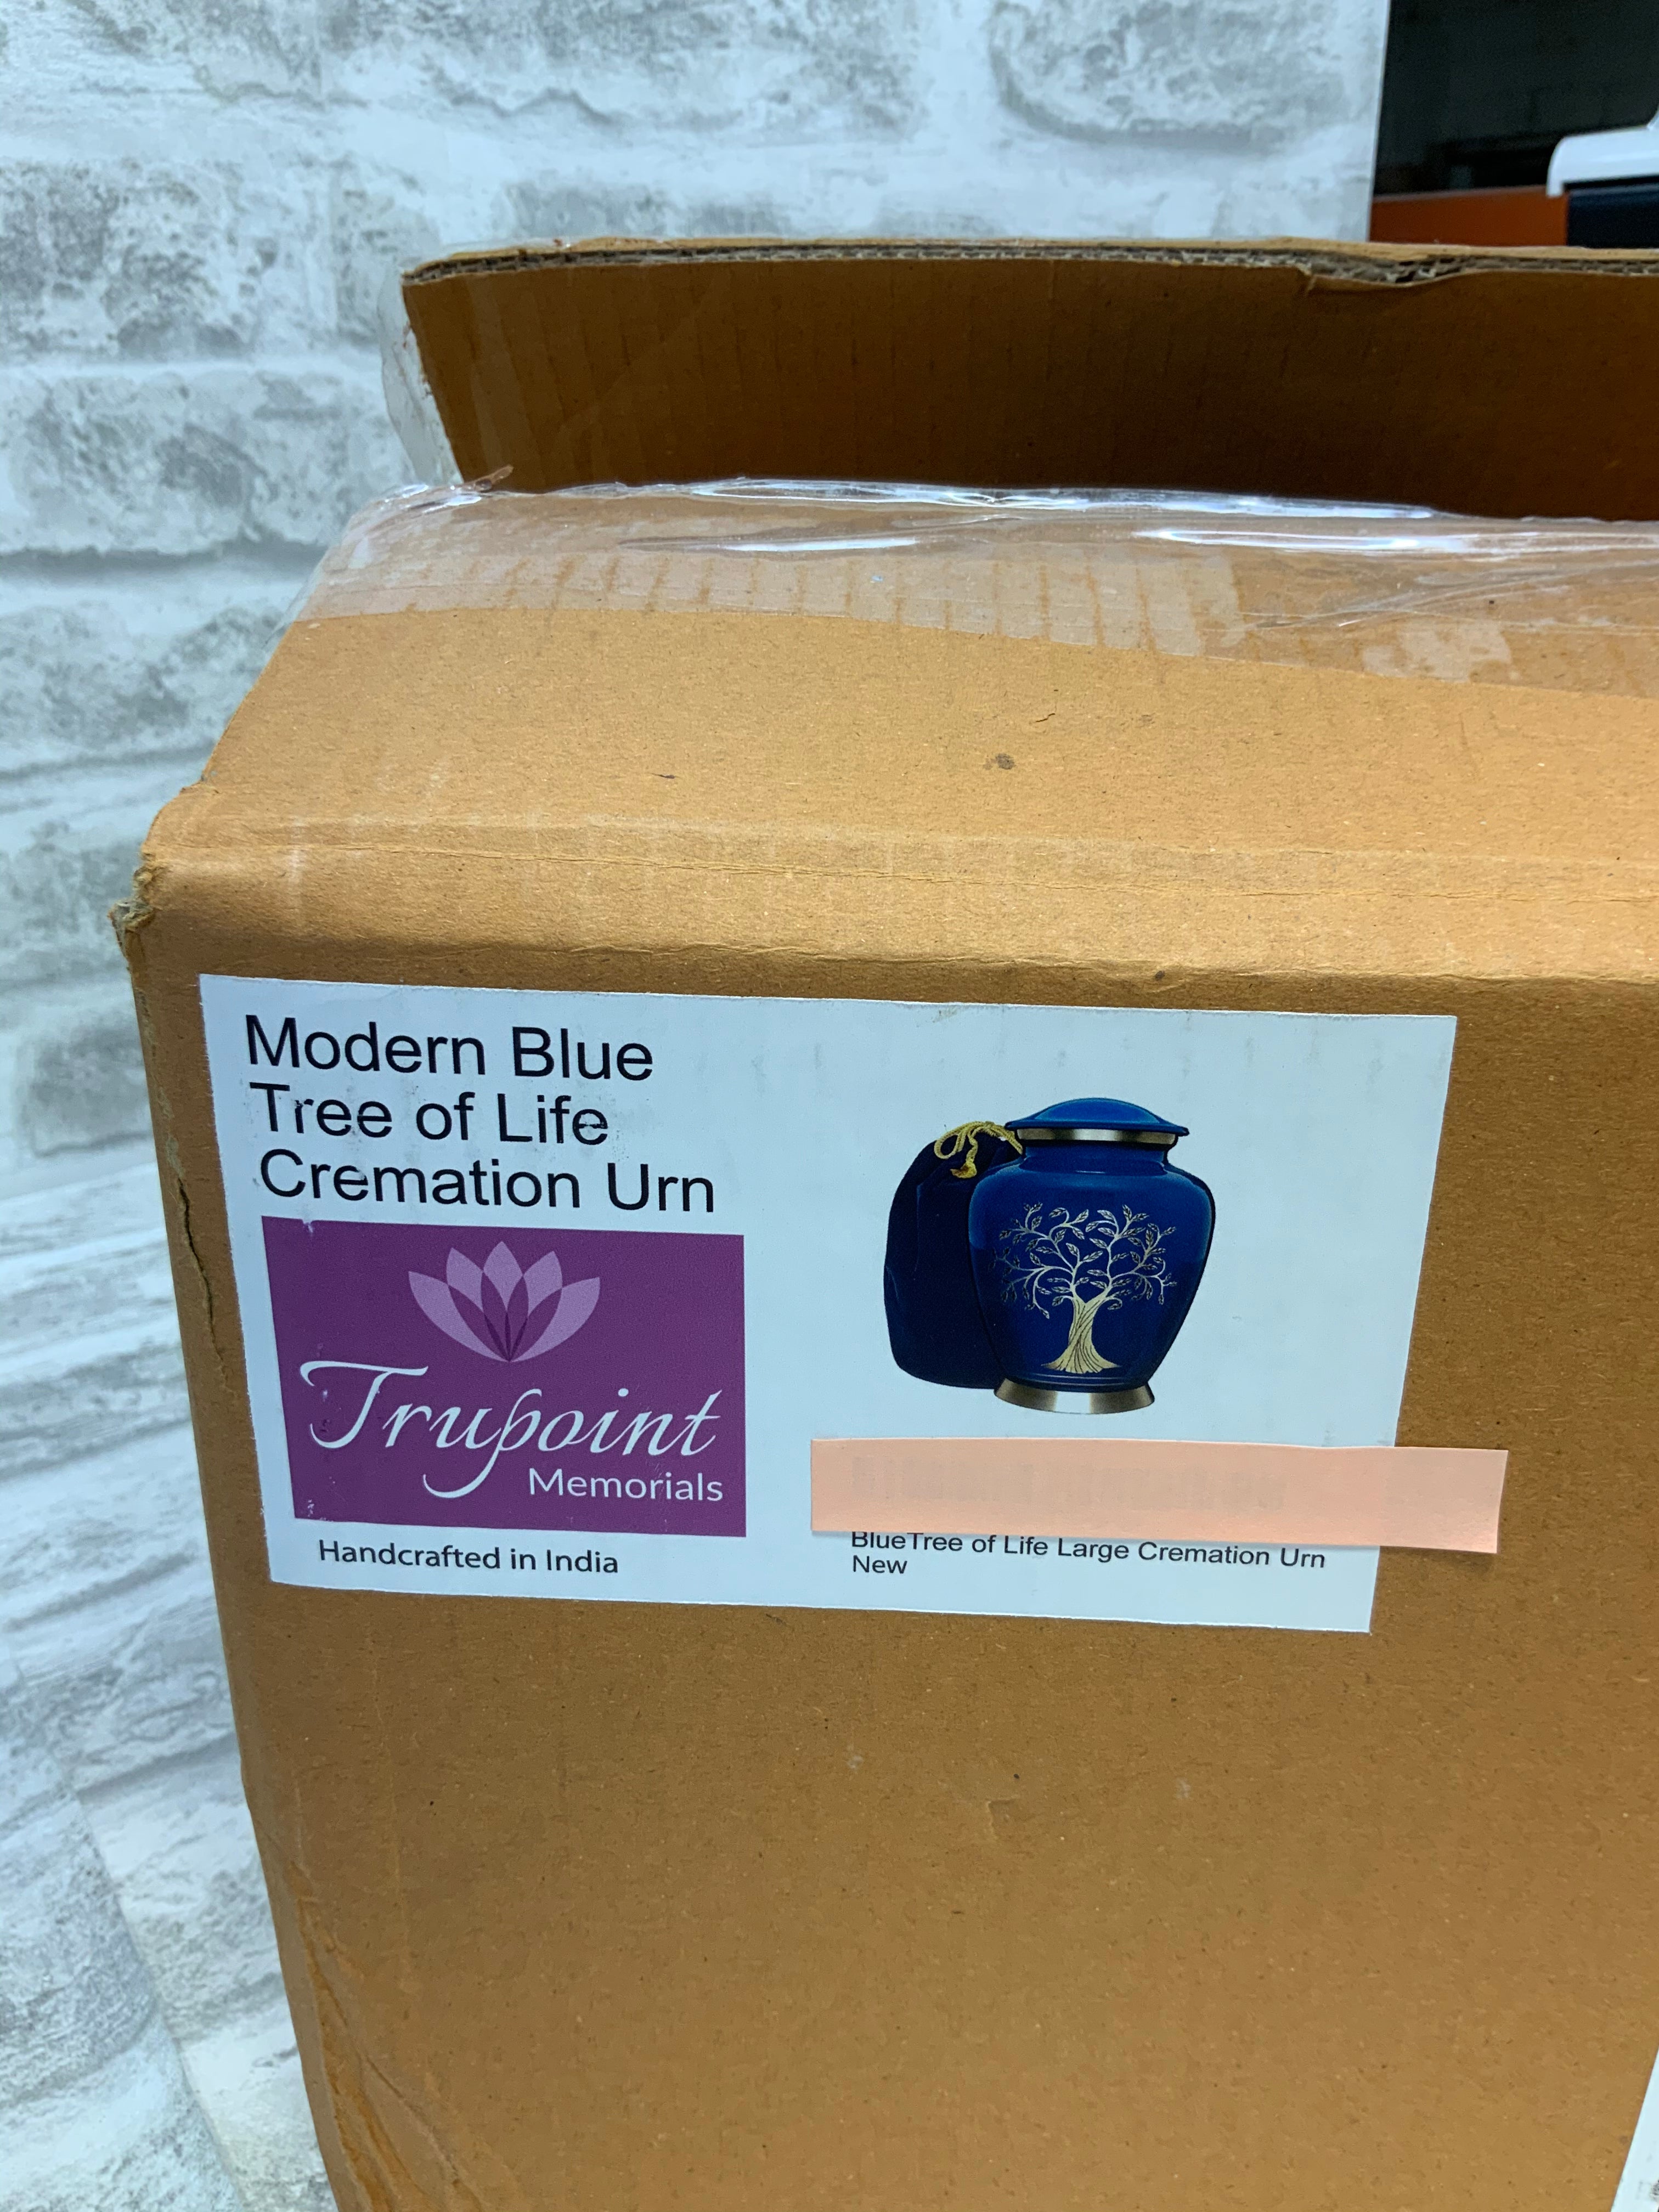 Modern Blue
Tree of Life
Cremation Urn
Trupoint
Memorials
Handcrafted in India
BlueTree of Life Large Cremation Urn
New